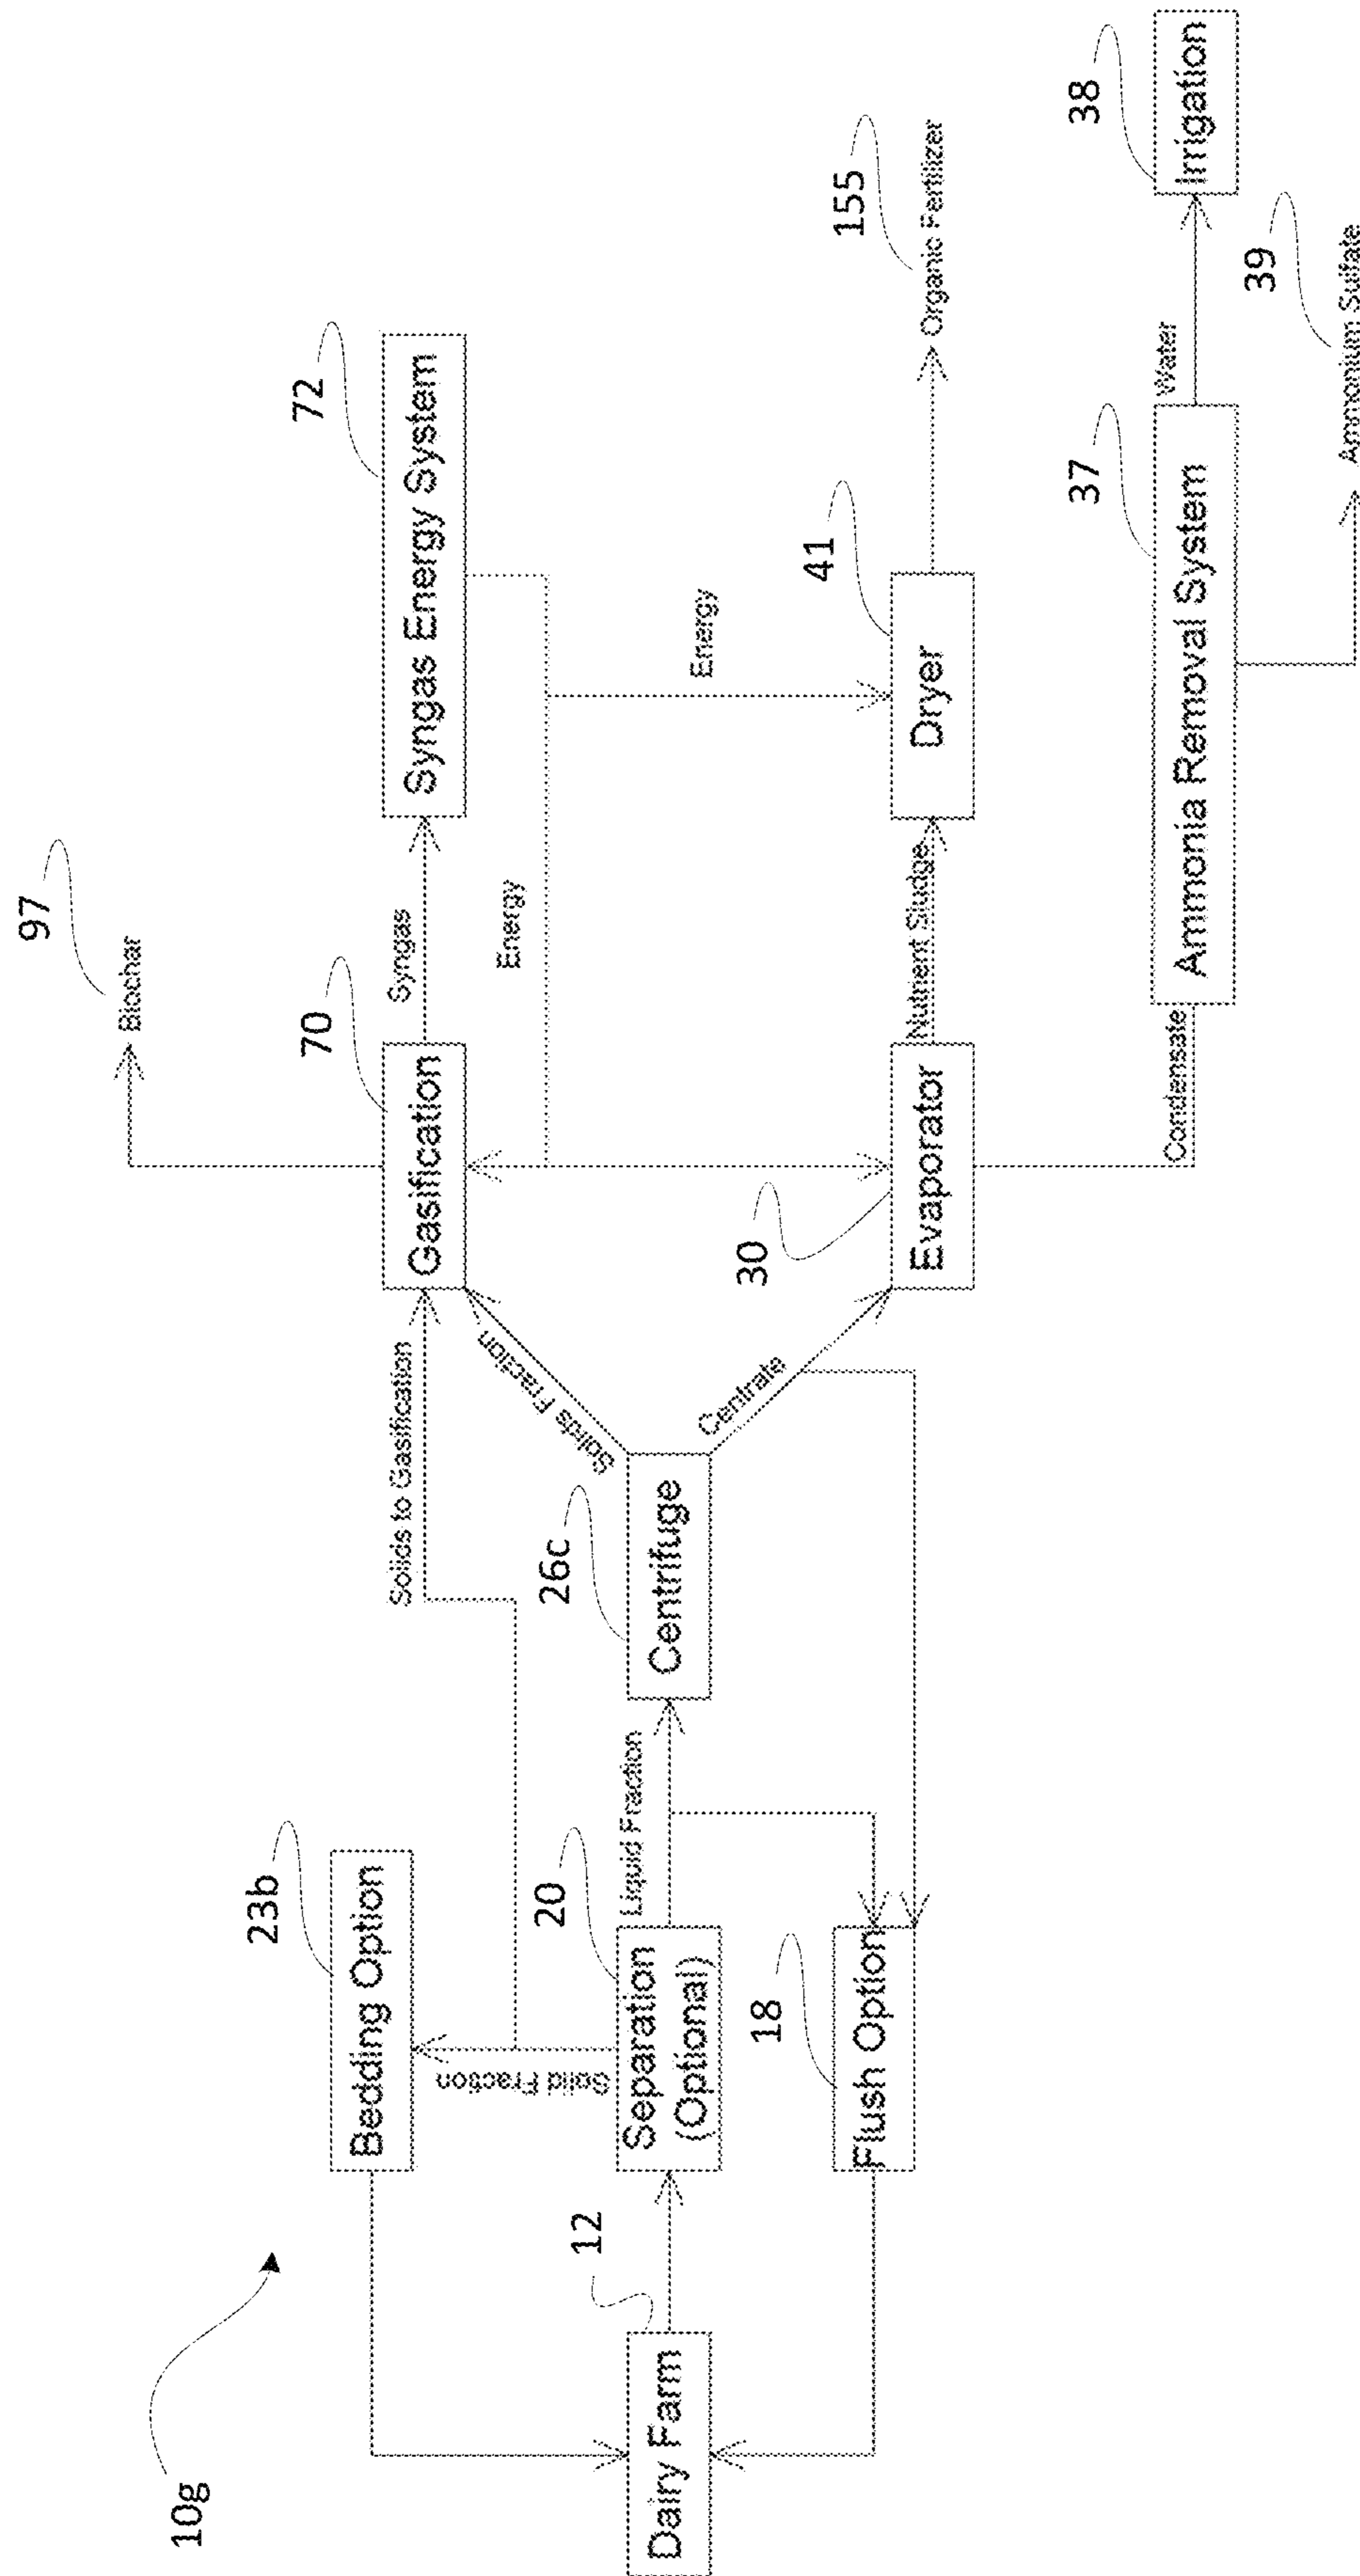 10g
Dairy Farm
12
Bedding Option
23b
Solid Fraction
Separation
(Optional)
20
Flush Option
18
Liquid Fraction
Solids to Gasification
Centrifuge
26c
Solids Fraction
Centrate
Gasification
70
Biochar
97
Syngas
Syngas Energy System
72
Energy
Energy
Evaporator
30
Nutrient Sludge
Dryer
41
Organic Fertilizer
155
Condensate
Ammonia Removal System
37
Water
Irrigation
38
Ammonium Sulfate
39